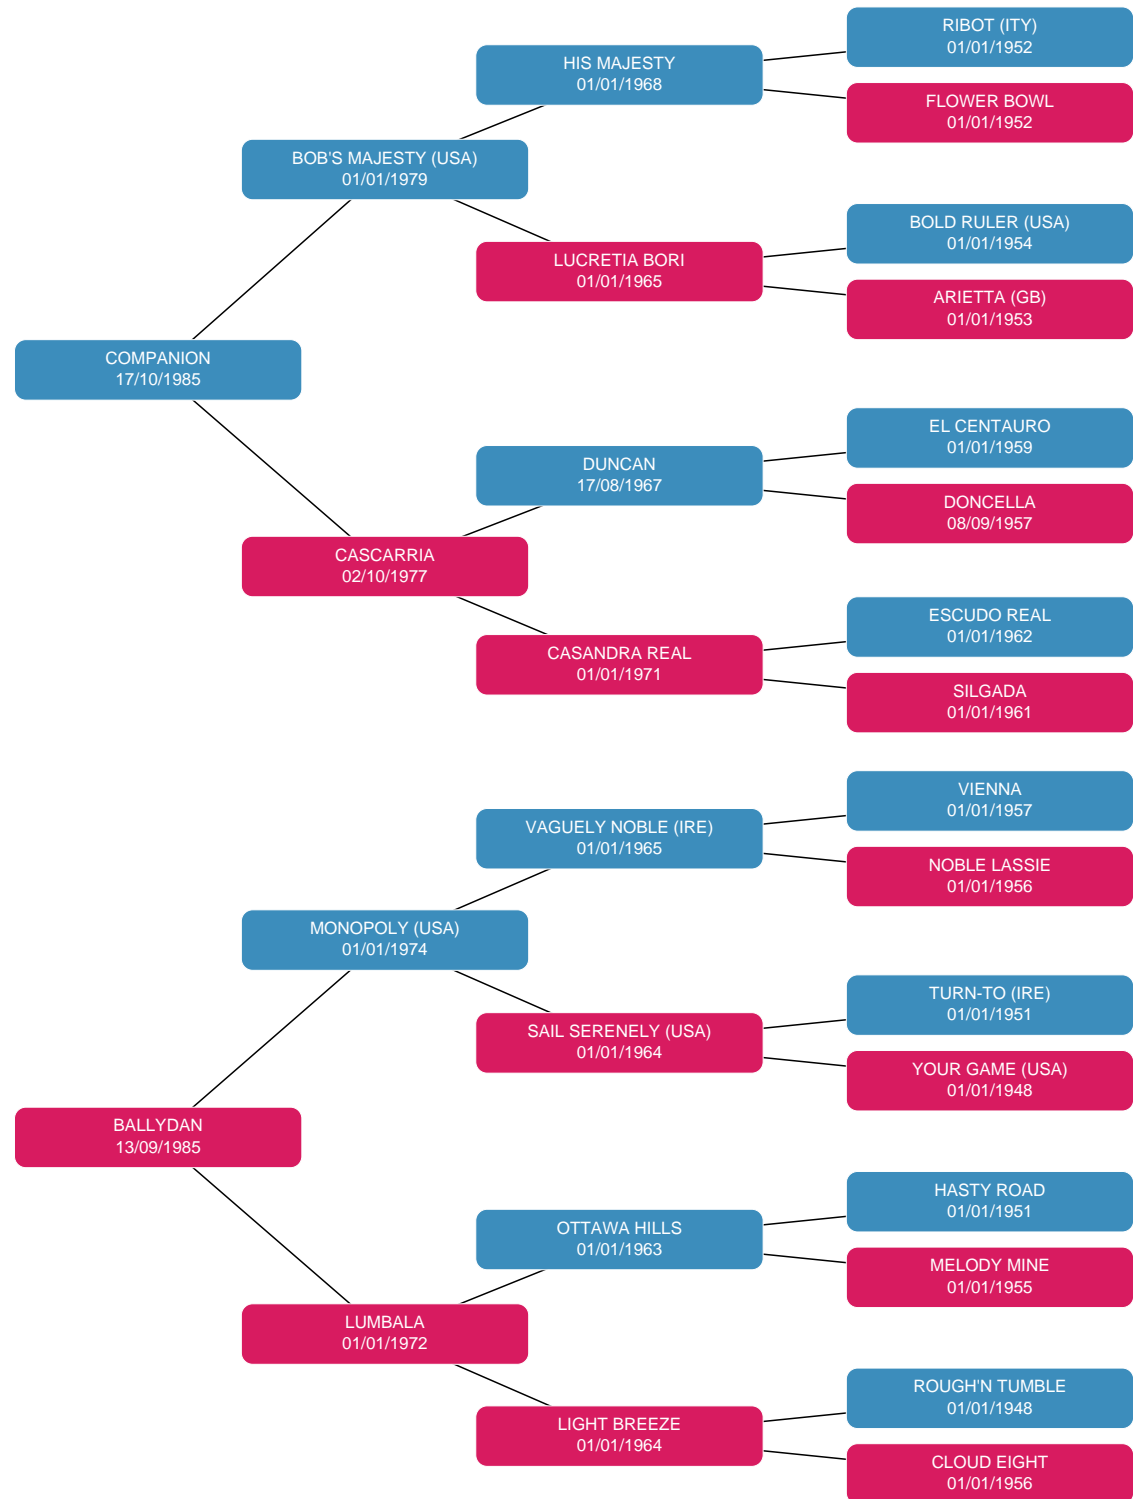 RIBOT (ITY)
01/01/1952
HIS MAJESTY
01/01/1968
FLOWER BOWL
01/01/1952
BOB'S MAJESTY (USA)
01/01/1979
BOLD RULER (USA)
01/01/1954
LUCRETIA BORI
01/01/1965
ARIETTA (GB)
01/01/1953
COMPANION
17/10/1985
EL CENTAURO
01/01/1959
DUNCAN
17/08/1967
DONCELLA
08/09/1957
CASCARRIA
02/10/1977
ESCUDO REAL
01/01/1962
CASANDRA REAL
01/01/1971
SILGADA
01/01/1961
VIENNA
01/01/1957
VAGUELY NOBLE (IRE)
01/01/1965
NOBLE LASSIE
01/01/1956
MONOPOLY (USA)
01/01/1974
TURN-TO (IRE)
01/01/1951
SAIL SERENELY (USA)
01/01/1964
YOUR GAME (USA)
01/01/1948
BALLYDAN
13/09/1985
HASTY ROAD
01/01/1951
OTTAWA HILLS
01/01/1963
MELODY MINE
01/01/1955
LUMBALA
01/01/1972
ROUGH'N TUMBLE
01/01/1948
LIGHT BREEZE
01/01/1964
CLOUD EIGHT
01/01/1956